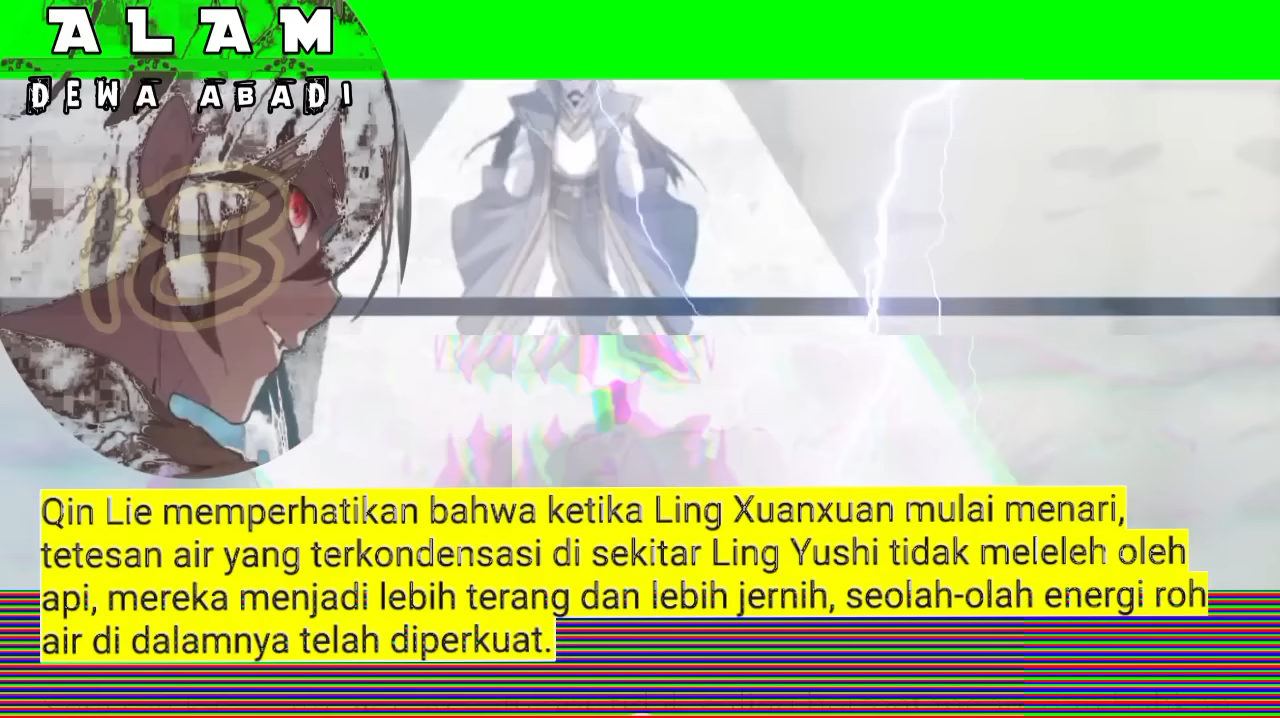 ALAM
DEWA ABADI
18
Qin Lie memperhatikan bahwa ketika Ling Xuanxuan mulai menari,
tetesan air yang terkondensasi di sekitar Ling Yushi tidak meleleh oleh
api, mereka menjadi lebih terang dan lebih jernih, seolah-olah energi roh
air di dalamnya telah diperkuat.